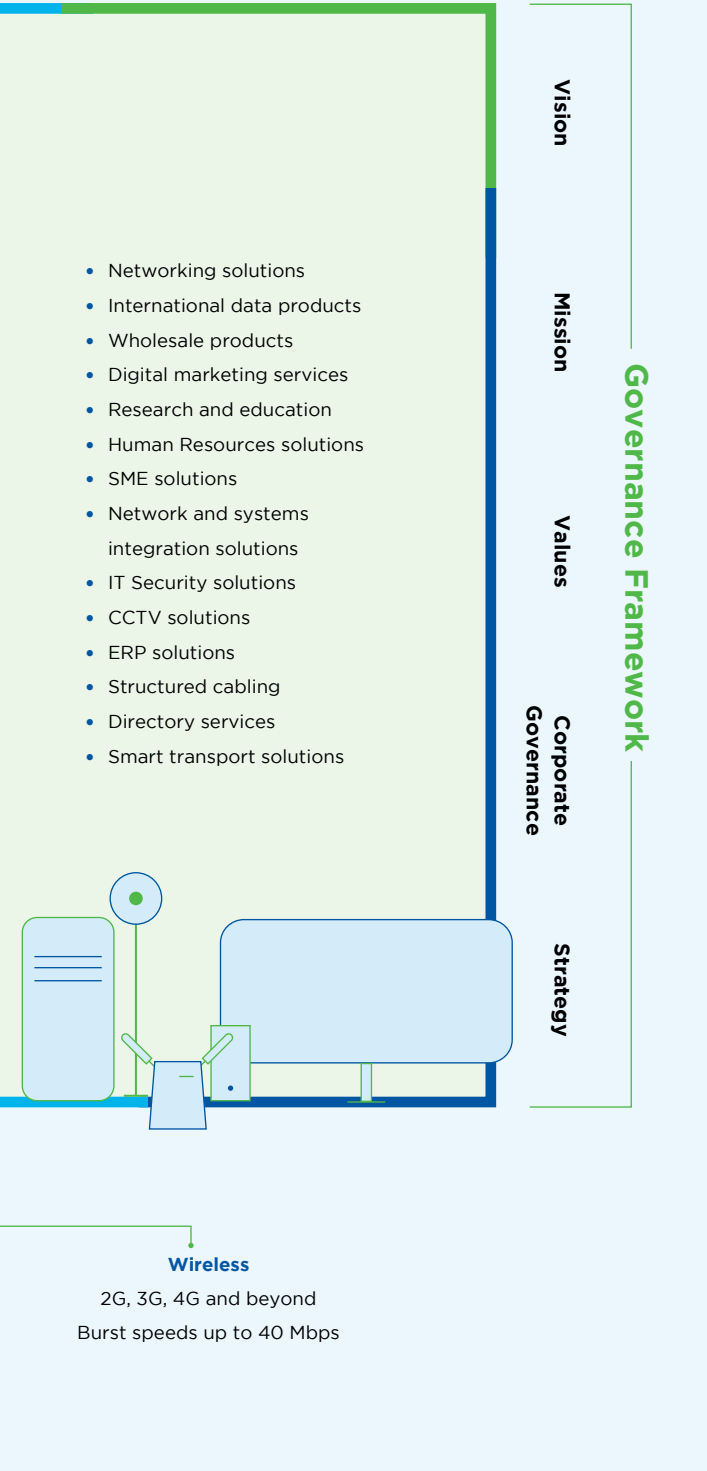 Networking solutions
International data products
Wholesale products
Digital marketing services
Research and education
Human Resources solutions
SME solutions
Network and systems
integration solutions
IT Security solutions
CCTV solutions
ERP solutions
Structured cabling
Directory services
Smart transport solutions
Vision
Mission
Values
Corporate
Governance
Strategy
Governance Framework
Wireless
2G, 3G, 4G and beyond
Burst speeds up to 40 Mbps